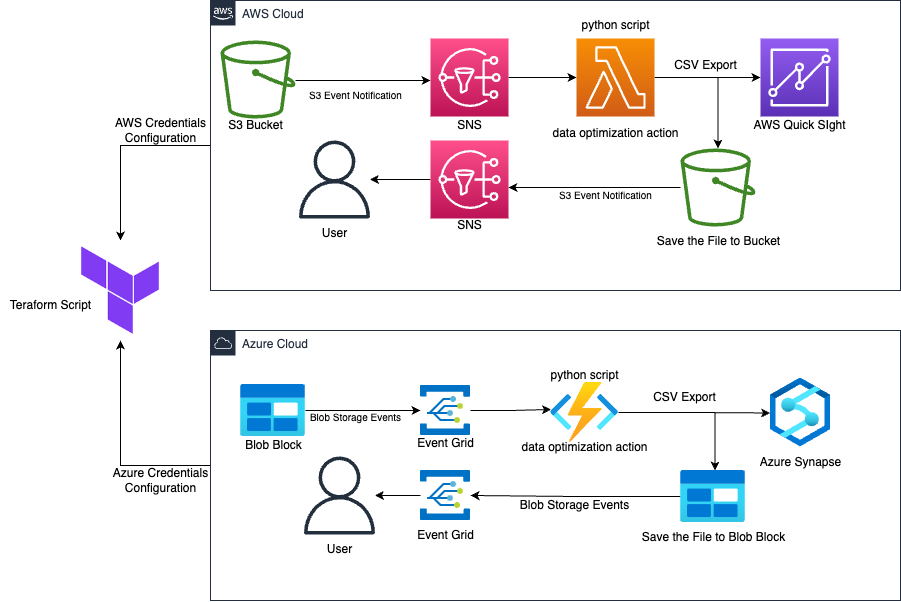 aws
AWS Cloud
python script
CSV Export
S3 Event Notification
S3 Bucket
SNS
data optimization action
AWS Quick SIght
AWS Credentials
Configuration
S3 Event Notification
SNS
User
Save the File to Bucket
Terraform Script
Azure Cloud
python script
CSV Export
Blob Storage Events
Blob Block
Event Grid
data optimization action
Azure Synapse
Azure Credentials
Configuration
Blob Storage Events
Event Grid
User
Save the File to Blob Block